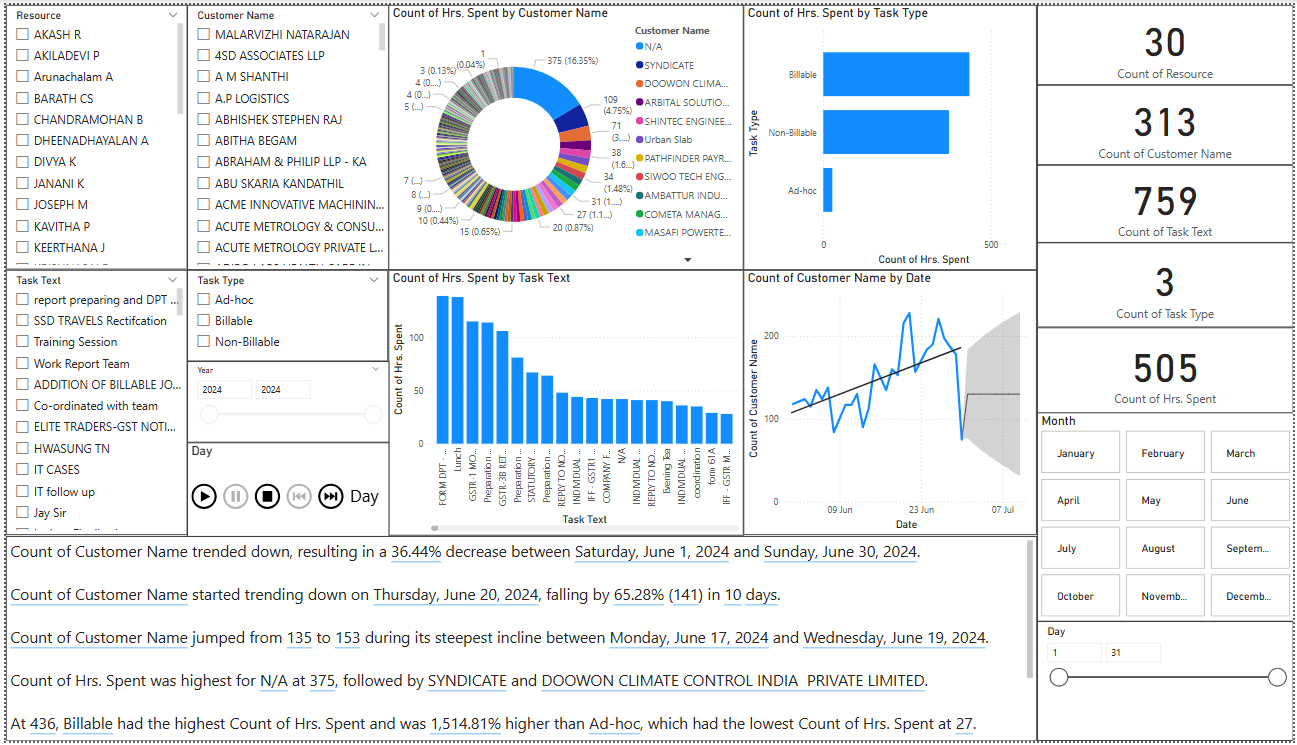 Resource
AKASH R
AKILADEVI P
Arunachalam A
BARATH CS
CHANDRAMOHAN B
DHEENADHAYALAN A
DIVYA K
JANANI K
JOSEPH M
KAVITHA P
KEERTHANA J
Customer Name
MALARVIZHI NATARAJAN
4SD ASSOCIATES LLP
A M SHANTHI
A.P LOGISTICS
ABHISHEK STEPHEN RAJ
ABITHA BEGAM
ABRAHAM & PHILIP LLP - KA
ABU SKARIA KANDATHIL
ACME INNOVATIVE MACHININ...
ACUTE METROLOGY & CONSU...
ACUTE METROLOGY PRIVATE L...
Count of Hrs. Spent by Customer Name
375 (16.35%)
109
(4.75%)
71
(3....)
38
(1.6...)
34
(1.48%)
31 (1....)
27 (1.1...)
20 (0.87%)
15 (0.65%)
10 (0.44%)
9 (0....)
8 (...)
7 (...)
5 (...)
4 (0...)
4 (0....)
3 (0.13%)
1
(0.04%)
Customer Name
N/A
SYNDICATE
DOOWON CLIMA...
ARBITAL SOLUTIO...
SHINTEC ENGINEE...
Urban Slab
PATHFINDER PAYR...
SIWOO TECH ENG...
AMBATTUR INDU...
COMETA MANAG...
MASAFI POWERTE...
Count of Hrs. Spent by Task Type
Task Type
Billable
Non-Billable
Ad-hoc
0
500
Count of Hrs. Spent
30
Count of Resource
313
Count of Customer Name
759
Count of Task Text
3
Count of Task Type
505
Count of Hrs. Spent
Task Text
report preparing and DPT ...
SSD TRAVELS Rectifcation
Training Session
Work Report Team
ADDITION OF BILLABLE JO...
Co-ordinated with team
ELITE TRADERS-GST NOTI...
HWASUNG TN
IT CASES
IT follow up
Jay Sir
Task Type
Ad-hoc
Billable
Non-Billable
Year
2024
2024
Day
Day
Count of Hrs. Spent by Task Text
Count of Hrs. Spent
100
50
0
FORM DPT - ...
Lunch
GSTR-1 MO...
Preparation ...
GSTR-3B RET...
Preparation ...
STATUTORY ...
Preparation ...
REPLY TO NO...
INDIVIDUAL ...
IFF - GSTR1 ...
COMPANY F...
N/A
INDIVIDUAL ...
REPLY TO NO...
Evening Tea
INDIVIDUAL ...
coordination
form 61A
IFF - GSTR M...
Task Text
Count of Customer Name by Date
Count of Customer Name
200
100
0
09 Jun
23 Jun
07 Jul
Date
Month
January
February
March
April
May
June
July
August
Septem...
October
Novemb...
Decemb...
Day
1
31
Count of Customer Name trended down, resulting in a 36.44% decrease between Saturday, June 1, 2024 and Sunday, June 30, 2024.
Count of Customer Name started trending down on Thursday, June 20, 2024, falling by 65.28% (141) in 10 days.
Count of Customer Name jumped from 135 to 153 during its steepest incline between Monday, June 17, 2024 and Wednesday, June 19, 2024.
Count of Hrs. Spent was highest for N/A at 375, followed by SYNDICATE and DOOWON CLIMATE CONTROL INDIA  PRIVATE LIMITED.
At 436, Billable had the highest Count of Hrs. Spent and was 1,514.81% higher than Ad-hoc, which had the lowest Count of Hrs. Spent at 27.